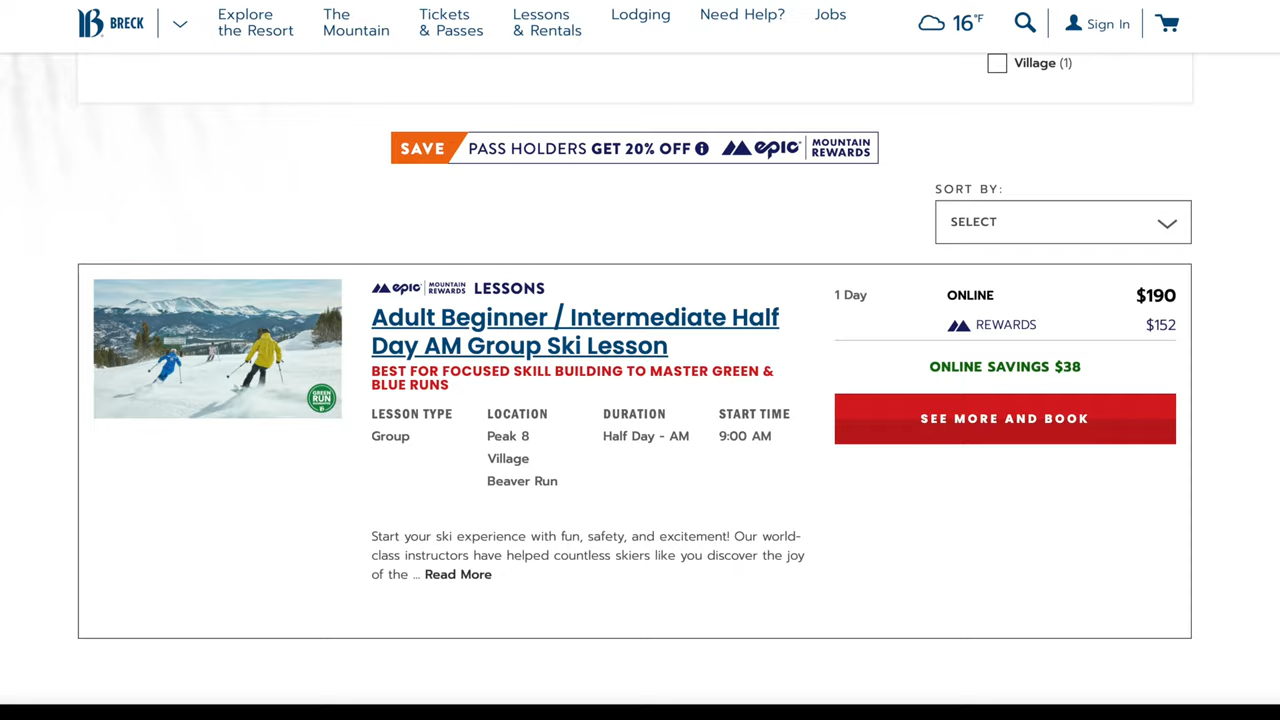 BRECK
Explore
the Resort
The
Mountain
Tickets
& Passes
Lessons
& Rentals
Lodging
Need Help?
Jobs
16°F
Sign In
Village (1)
SAVE PASS HOLDERS GET 20% OFF epic MOUNTAIN REWARDS
SORT BY:
SELECT
epic MOUNTAIN REWARDS LESSONS
Adult Beginner / Intermediate Half
Day AM Group Ski Lesson
BEST FOR FOCUSED SKILL BUILDING TO MASTER GREEN &
BLUE RUNS
LESSON TYPE LOCATION DURATION START TIME
Group Peak 8 Half Day - AM 9:00 AM
Village
Beaver Run
Start your ski experience with fun, safety, and excitement! Our world-
class instructors have helped countless skiers like you discover the joy
of the ... Read More
GREEN
RUN
1 Day ONLINE $190
REWARDS $152
ONLINE SAVINGS $38
SEE MORE AND BOOK